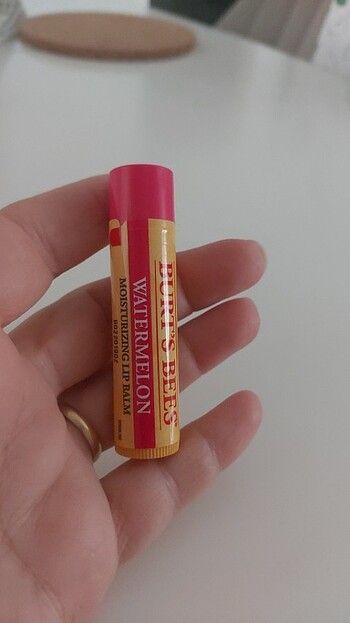 BURT'S BEES
WATERMELON
MOISTURIZING LIP BALM